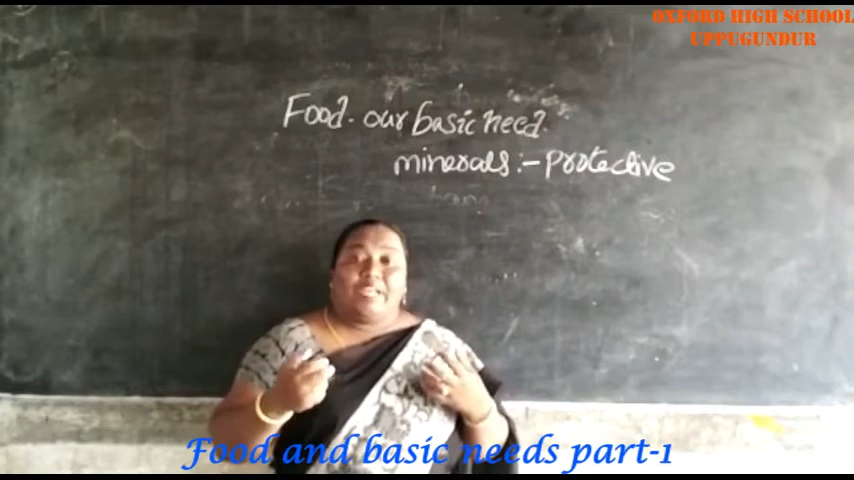 OXFORD HIGH SCHOOL
UPPUGUNDUR
Food. our basic need.
minerals:- Protective
Food and basic needs part-1